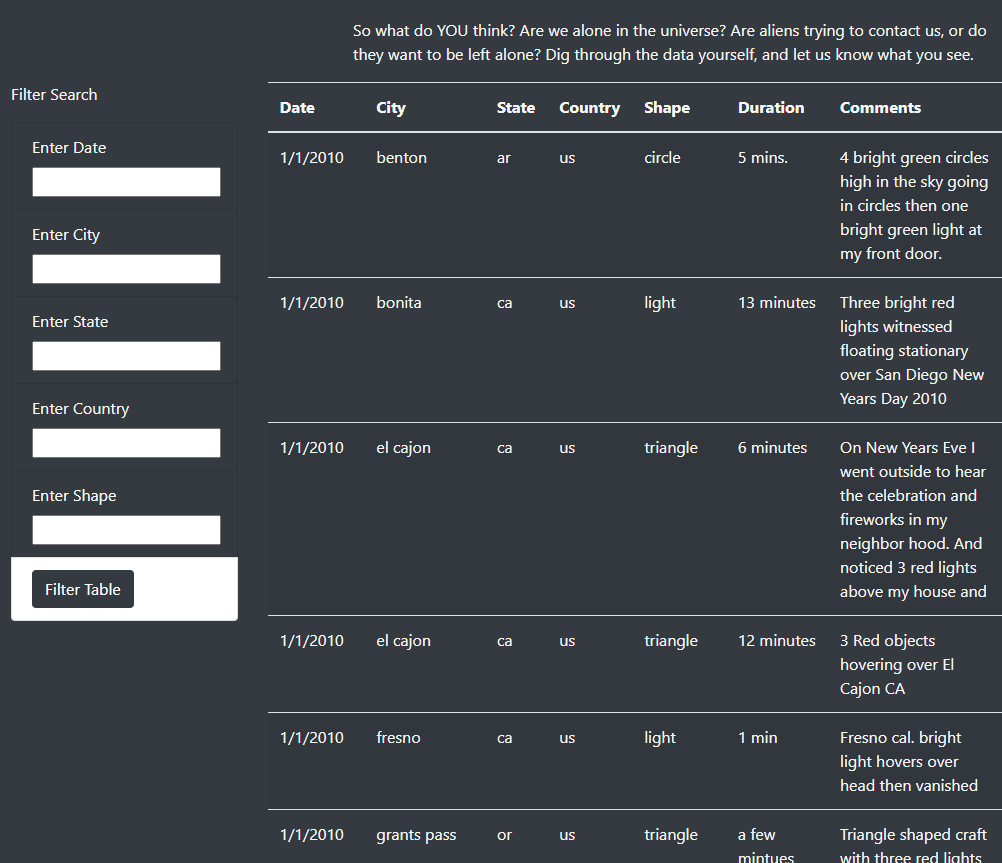 So what do YOU think? Are we alone in the universe? Are aliens trying to contact us, or do
they want to be left alone? Dig through the data yourself, and let us know what you see.
Filter Search
Enter Date
Enter City
Enter State
Enter Country
Enter Shape
Filter Table
Date City State Country Shape Duration Comments
1/1/2010 benton ar us circle 5 mins. 4 bright green circles
high in the sky going
in circles then one
bright green light at
my front door.
1/1/2010 bonita ca us light 13 minutes Three bright red
lights witnessed
floating stationary
over San Diego New
Years Day 2010
1/1/2010 el cajon ca us triangle 6 minutes On New Years Eve I
went outside to hear
the celebration and
fireworks in my
neighbor hood. And
noticed 3 red lights
above my house and
1/1/2010 el cajon ca us triangle 12 minutes 3 Red objects
hovering over El
Cajon CA
1/1/2010 fresno ca us light 1 min Fresno cal. bright
light hovers over
head then vanished
1/1/2010 grants pass or us triangle a few Triangle shaped craft
mintues with three red lights